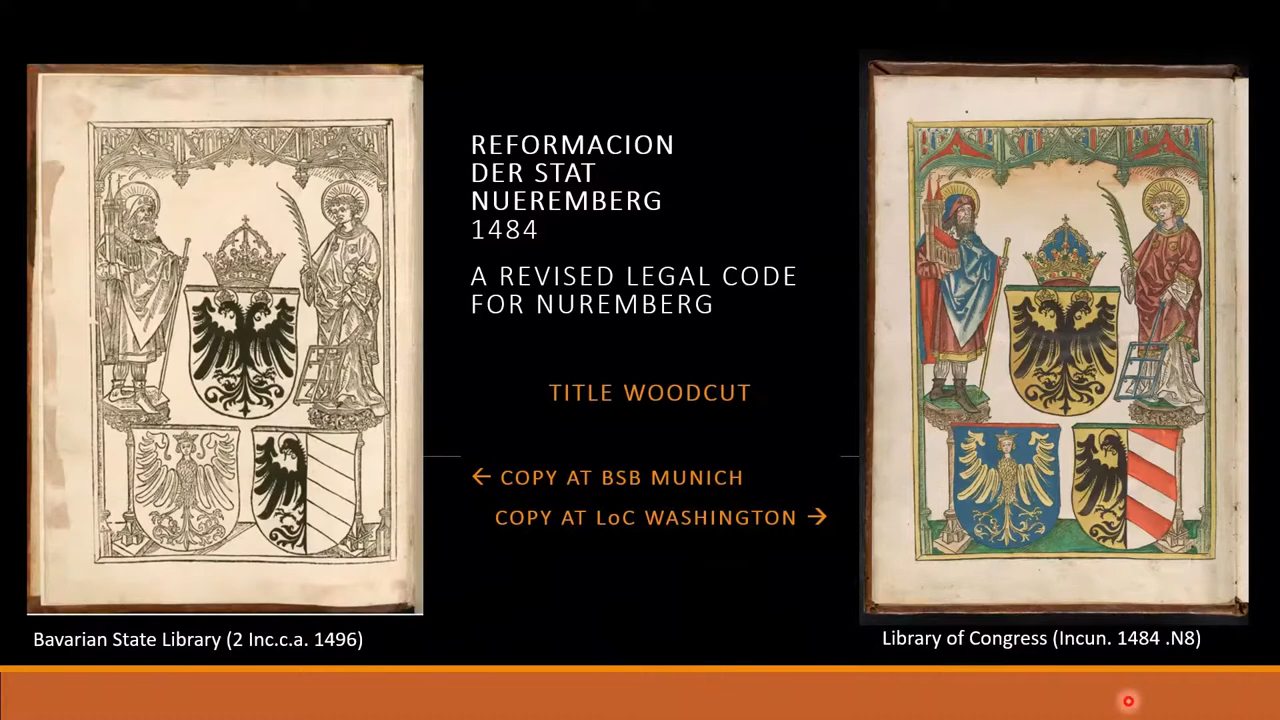 REFORMACION
DER STAT
NUEREMBERG
1484
A REVISED LEGAL CODE
FOR NUREMBERG
TITLE WOODCUT
← COPY AT BSB MUNICH
COPY AT LoC WASHINGTON →
Bavarian State Library (2 Inc.c.a. 1496)
Library of Congress (Incun. 1484 .N8)